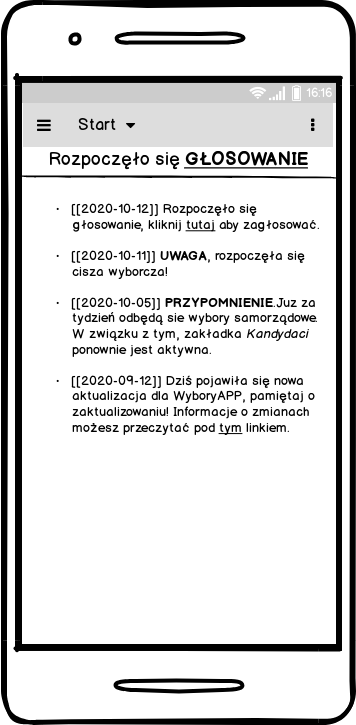 16:16
Start
Rozpoczęło się GŁOSOWANIE
· [[2020-10-12]] Rozpoczęło się
głosowanie, kliknij tutaj aby zagłosować.
· [[2020-10-11]] UWAGA, rozpoczęła się
cisza wyborcza!
· [[2020-10-05]] PRZYPOMNIENIE.Juz za
tydzień odbędą sie wybory samorządowe.
W związku z tym, zakładka Kandydaci
ponownie jest aktywna.
· [[2020-09-12]] Dziś pojawiła się nowa
aktualizacja dla WyboryAPP, pamiętaj o
zaktualizowaniu! Informacje o zmianach
możesz przeczytać pod tym linkiem.